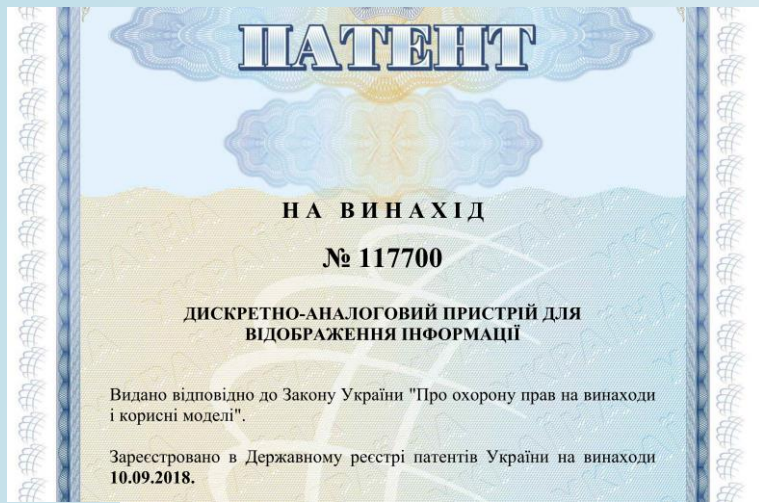 ПАТЕНТ
НА ВИНАХІД
№ 117700
ДИСКРЕТНО-АНАЛОГОВИЙ ПРИСТРІЙ ДЛЯ
ВІДОБРАЖЕННЯ ІНФОРМАЦІЇ
Видано відповідно до Закону України "Про охорону прав на винаходи
і корисні моделі".
Зареєстровано в Державному реєстрі патентів України на винаходи
10.09.2018.